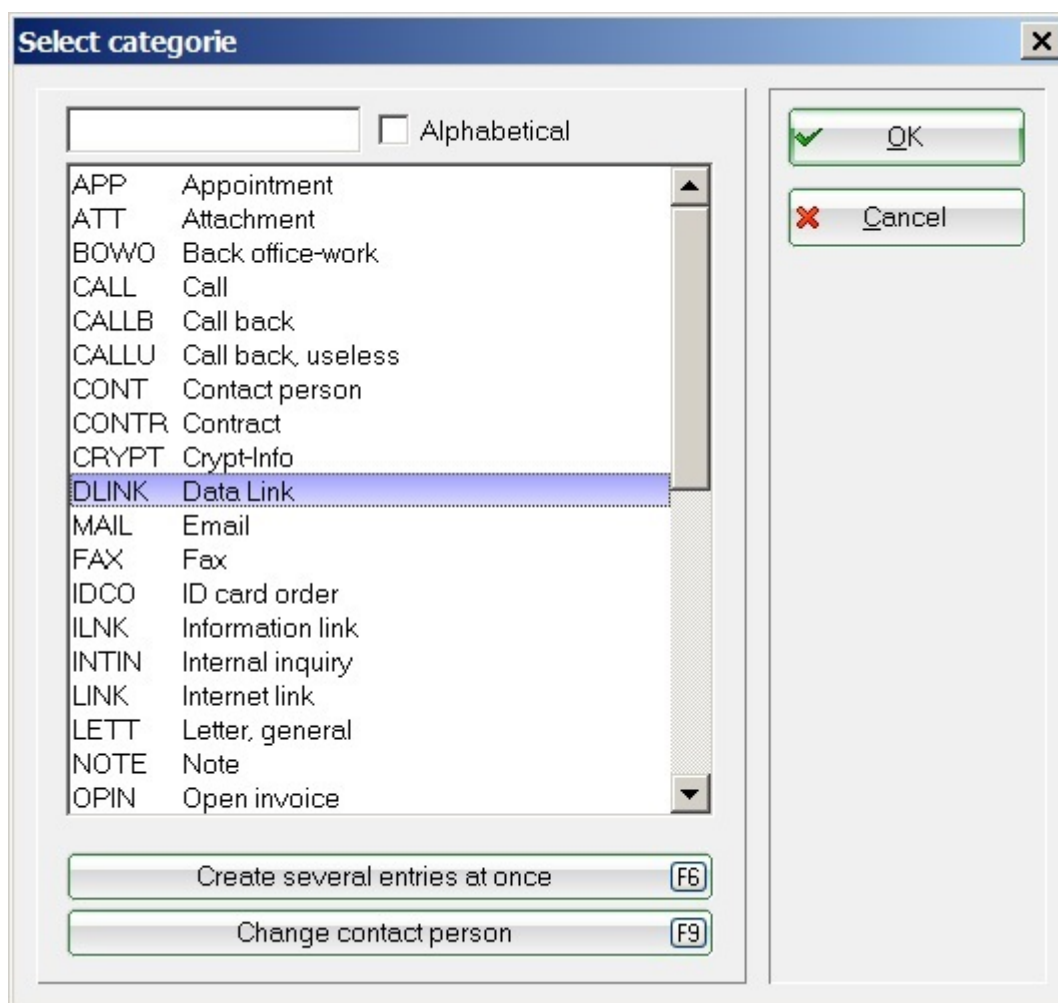 Select categorie
Alphabetical
OK
Cancel
APP Appointment
ATT Attachment
BOWO Back office-work
CALL Call
CALLB Call back
CALLU Call back, useless
CONT Contact person
CONTR Contract
CRYPT Crypt-Info
DLINK Data Link
MAIL Email
FAX Fax
IDCO ID card order
ILNK Information link
INTIN Internal inquiry
LINK Internet link
LETT Letter, general
NOTE Note
OPIN Open invoice
Create several entries at once F6
Change contact person F9